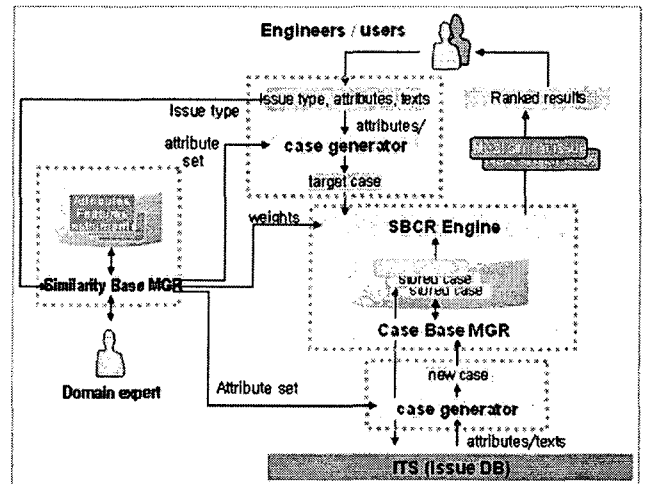 Engineers / users
Issue type, attributes, texts
Ranked results
Issue type
attributes/
attribute
set
case generator
target case
weights
SBCR Engine
stored case
stored case
Similarity Base MGR
Case Base MGR
Domain expert
Attribute set
new case
case generator
attributes/texts
ITS (Issue DB)